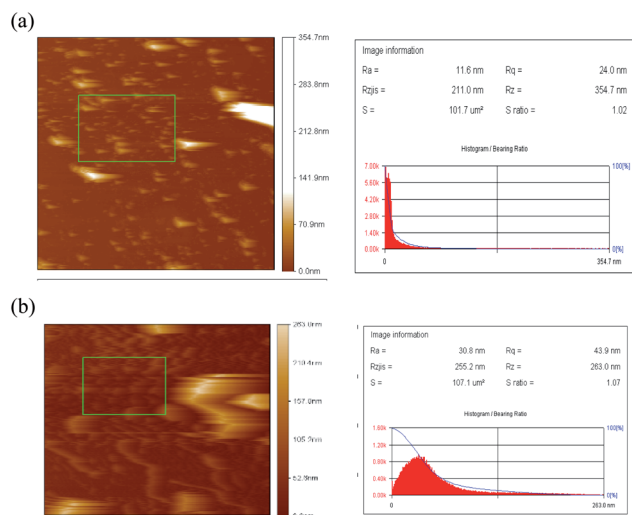 (a)
354.7nm
283.8nm
212.8nm
141.9nm
70.9nm
0.0nm
Image information
Ra = 11.6 nm Rq = 24.0 nm
Rzjis = 211.0 nm Rz = 354.7 nm
S = 101.7 um² S ratio = 1.02
Histogram / Bearing Ratio
7.00k 100[%]
5.60k
4.20k
2.80k
1.40k
0.00k 0[%]
0 354.7 nm
(b)
263.0nm
210.4nm
157.8nm
105.2nm
52.6nm
Image information
Ra = 30.8 nm Rq = 43.9 nm
Rzjis = 255.2 nm Rz = 263.0 nm
S = 107.1 um² S ratio = 1.07
Histogram / Bearing Ratio
100[%]
1.20k
0.80k
0.40k
0.00k 0[%]
0 263.0 nm